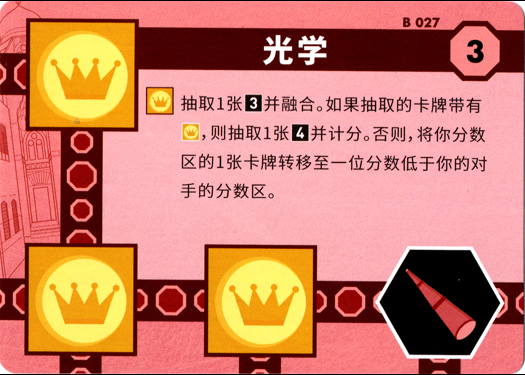 B 027
光学
3
抽取1张3并融合。如果抽取的卡牌带有
,则抽取1张4并计分。否则,将你分数
区的1张卡牌转移至一位分数低于你的对
手的分数区。